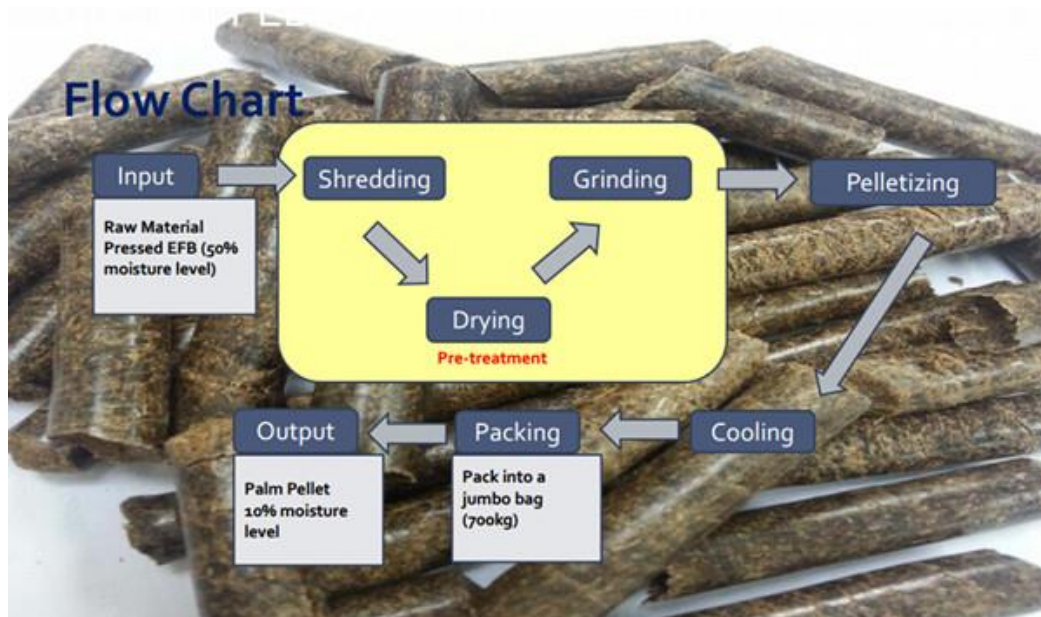 Flow Chart
Input
Raw Material
Pressed EFB (50%
moisture level)
Shredding
Drying
Pre-treatment
Grinding
Pelletizing
Cooling
Packing
Pack into a
jumbo bag
(700kg)
Output
Palm Pellet
10% moisture
level